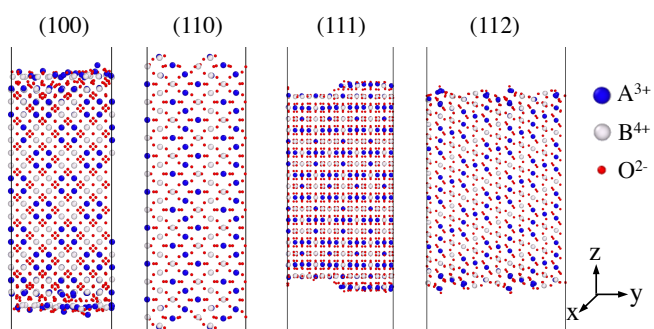 (100) (110) (111) (112)
A3+
B4+
O2-
z
y
x